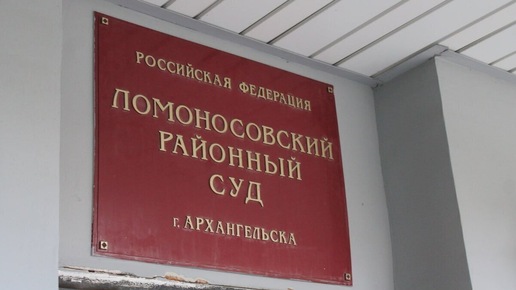 РОССИЙСКАЯ ФЕДЕРАЦИЯ
ЛОМОНОСОВСКИЙ
РАЙОННЫЙ
СУД
г. АРХАНГЕЛЬСКА